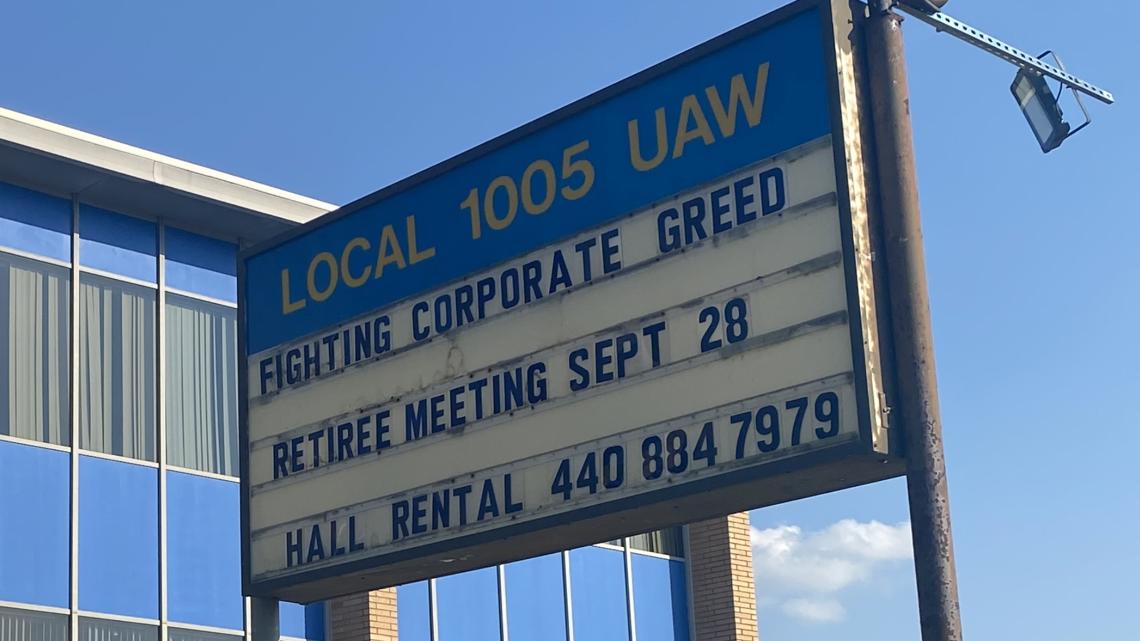 LOCAL 1005 UAW
FIGHTING CORPORATE GREED
RETIREE MEETING SEPT 28
HALL RENTAL 440 884 7979